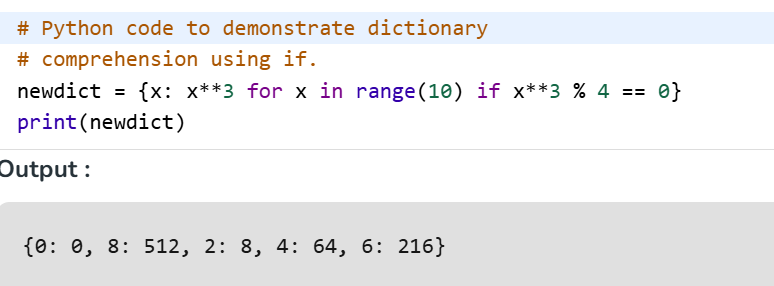 # Python code to demonstrate dictionary
# comprehension using if.
newdict = {x: x**3 for x in range(10) if x**3 % 4 == 0}
print(newdict)
Output :
{0: 0, 8: 512, 2: 8, 4: 64, 6: 216}